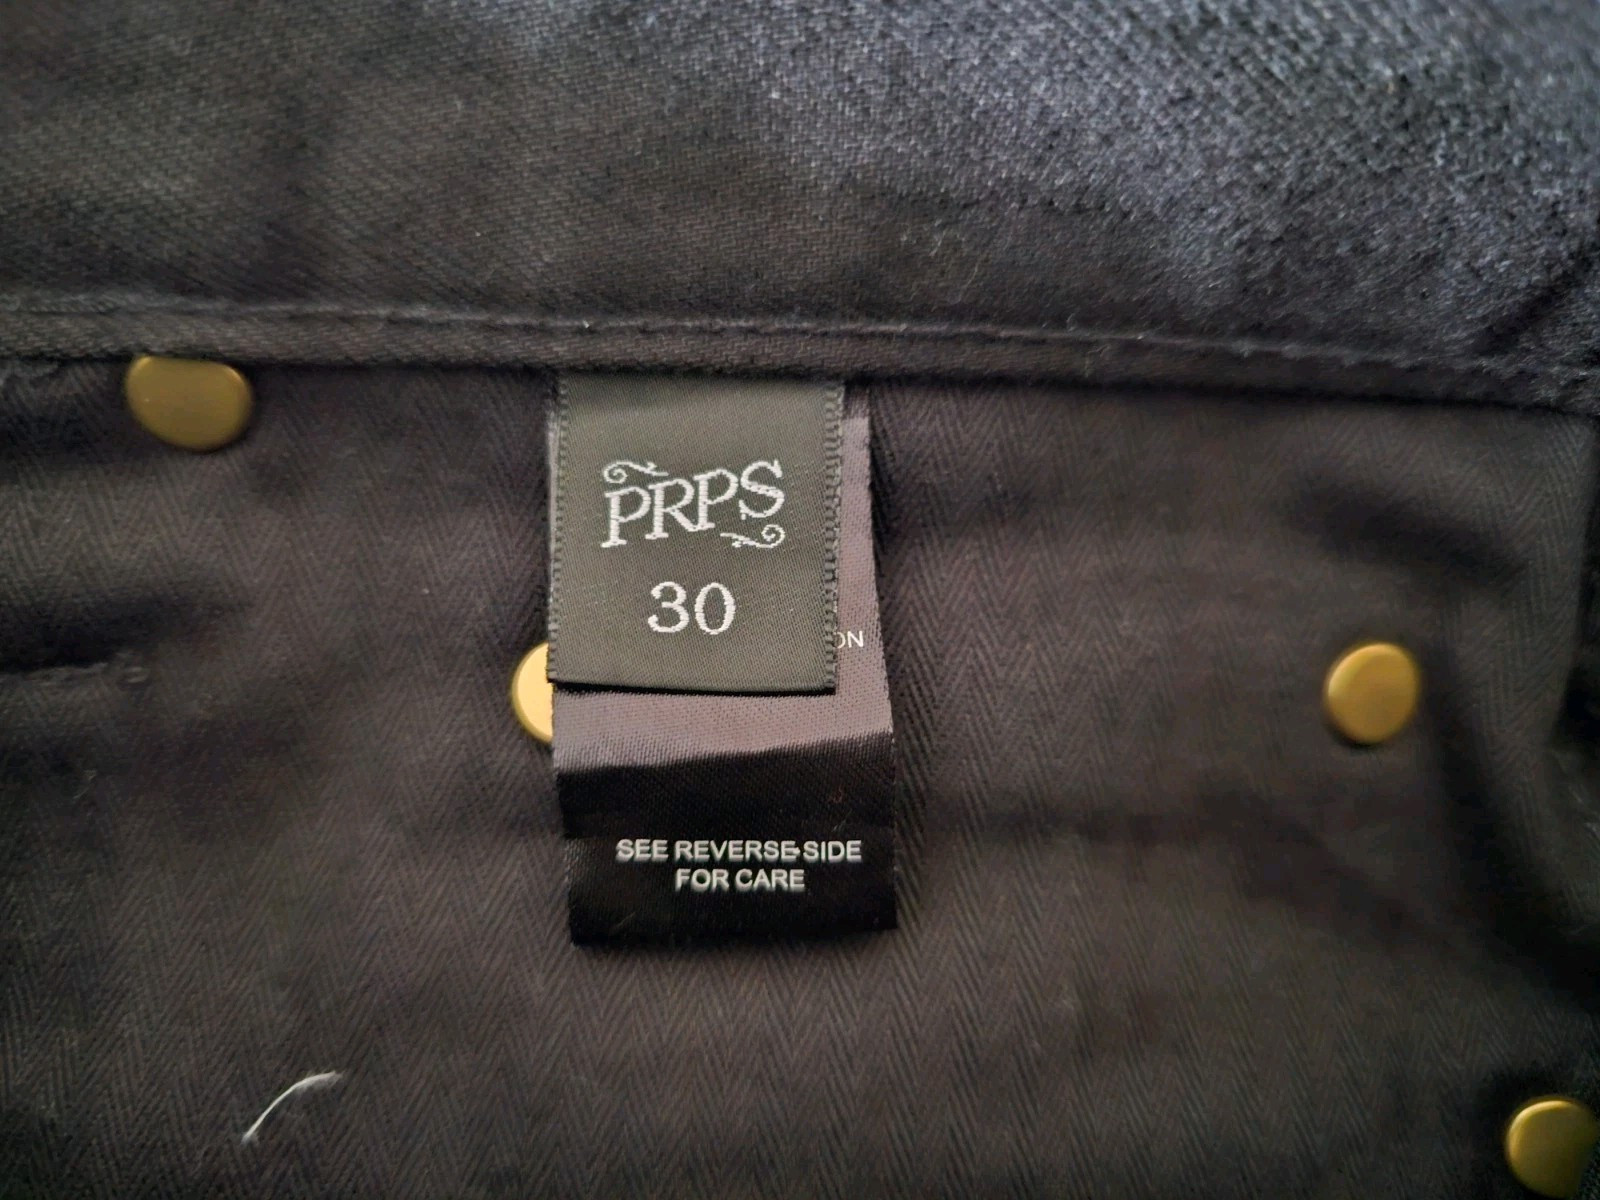 PRPS
30
SEE REVERSE SIDE
FOR CARE